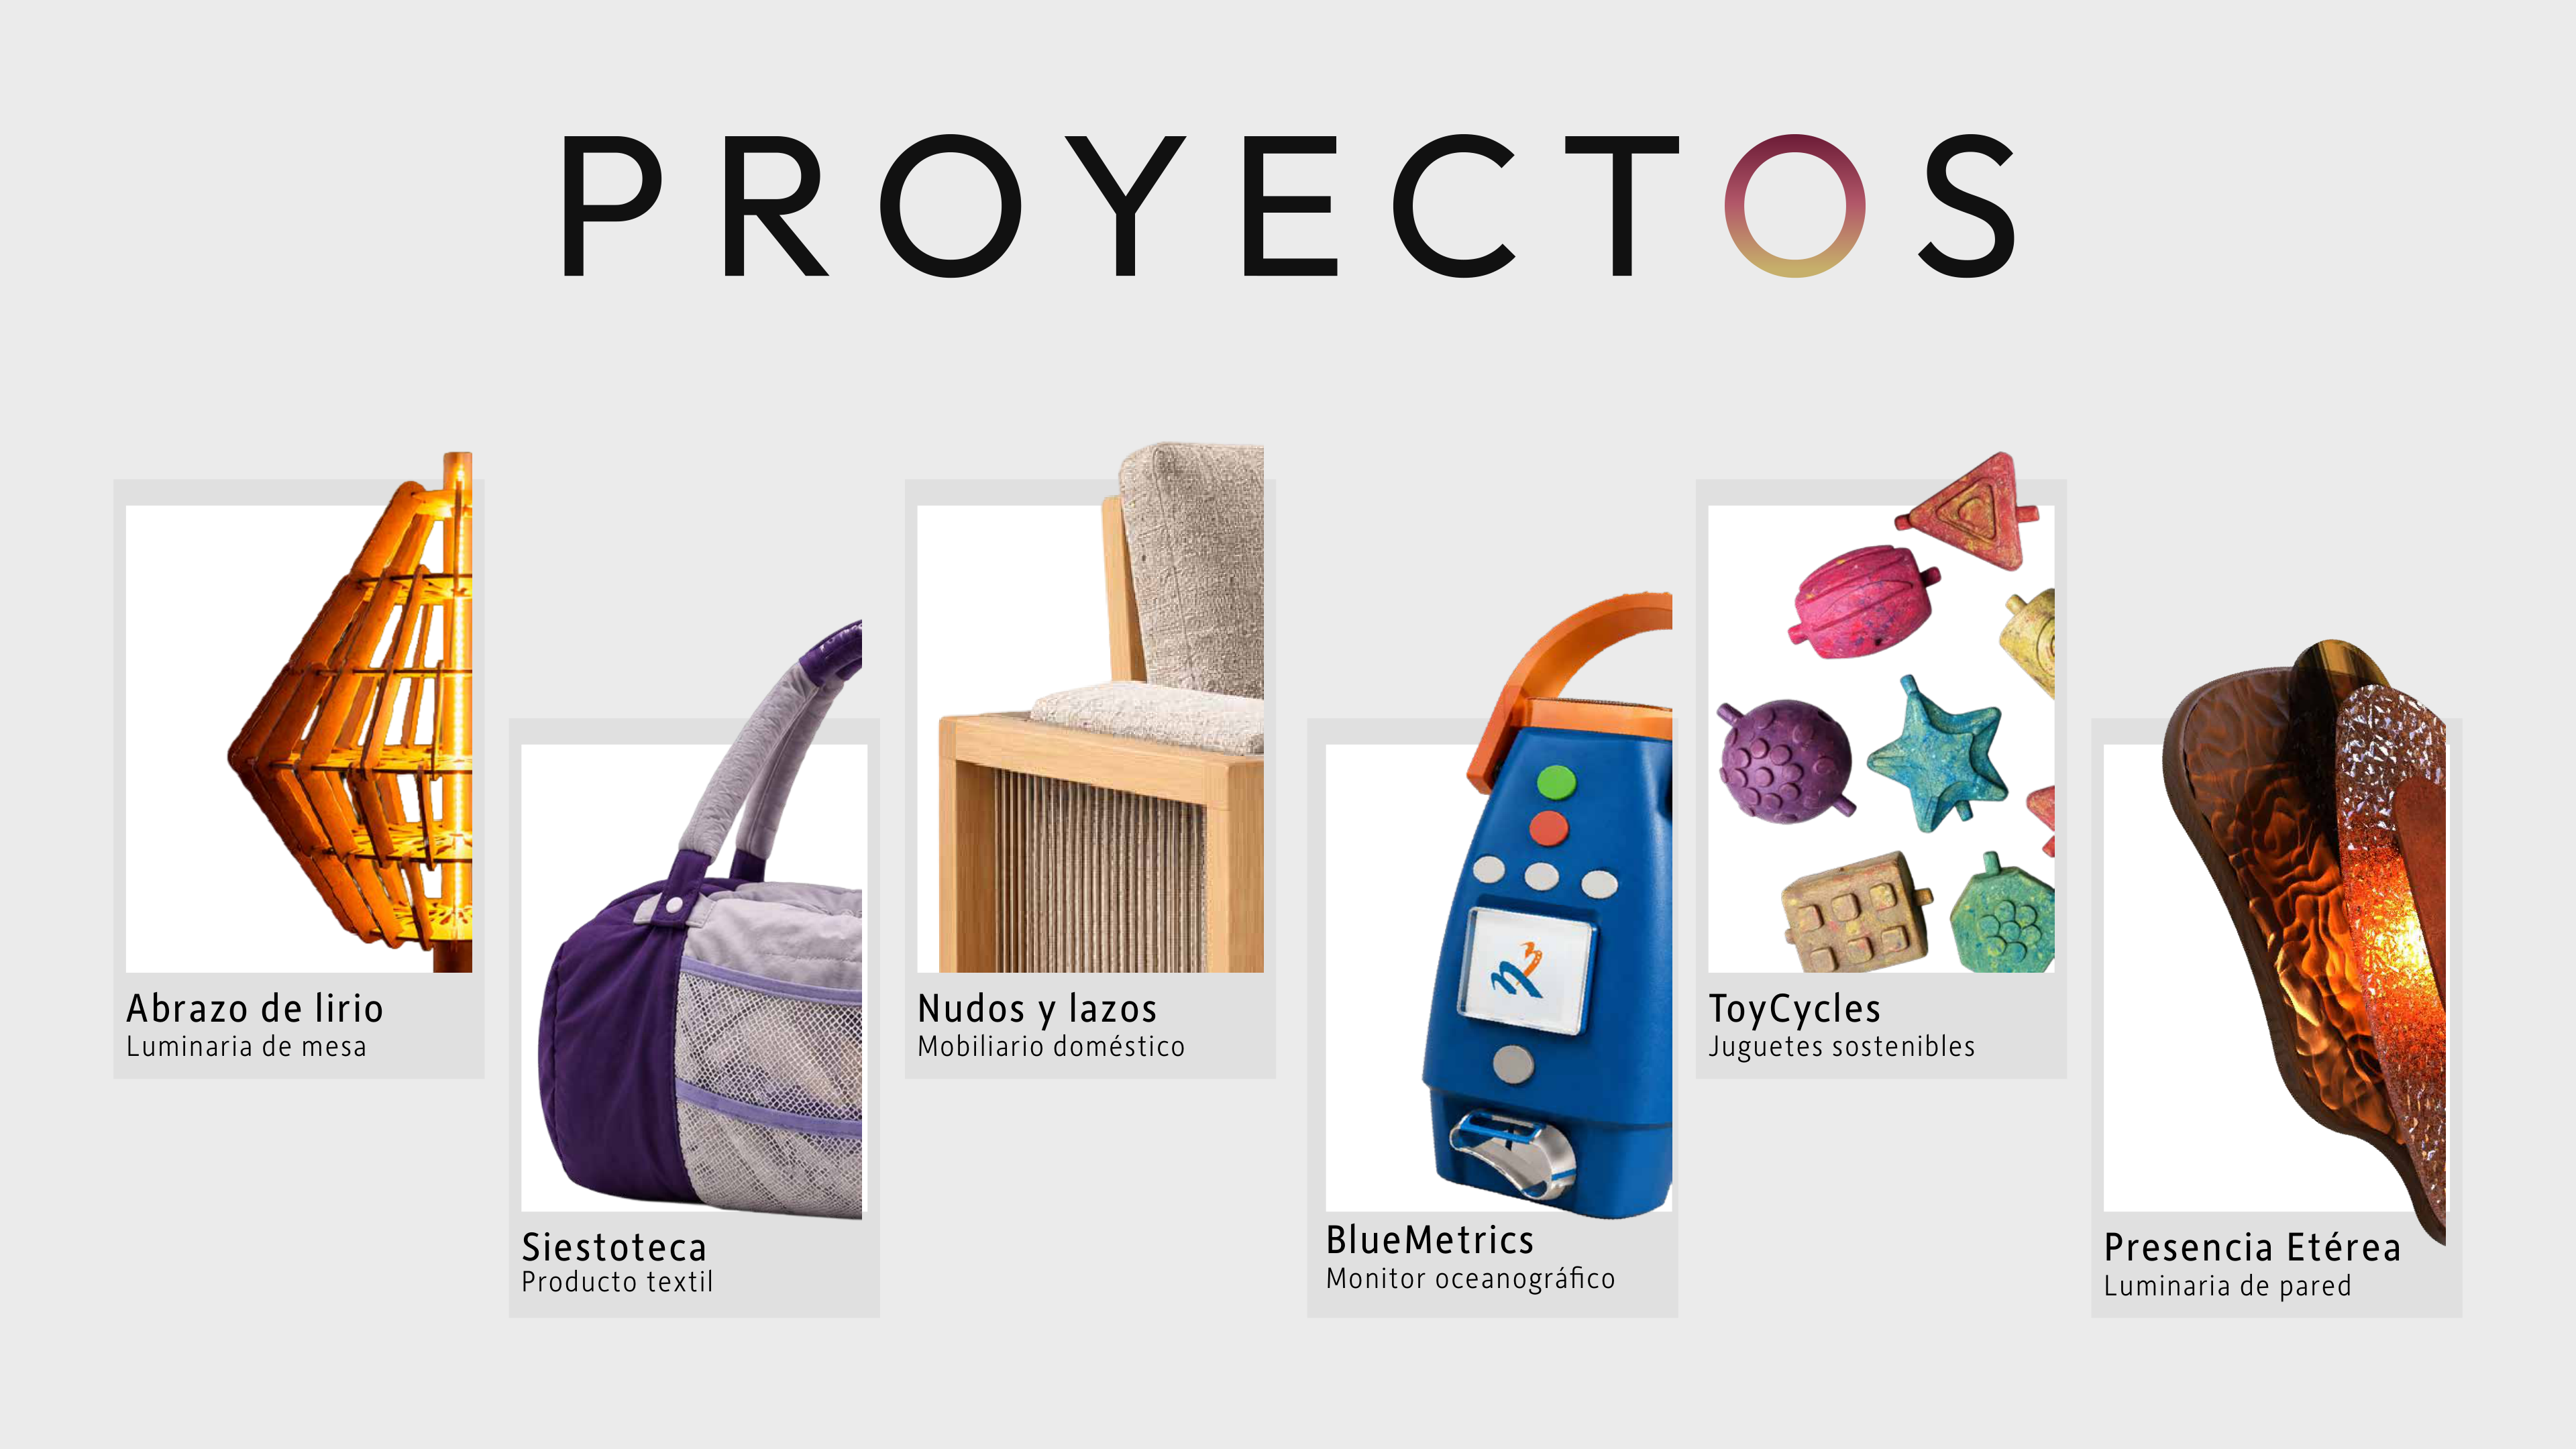 PROYECTOS
Abrazo de lirio
Luminaria de mesa
Siestoteca
Producto textil
Nudos y lazos
Mobiliario doméstico
BlueMetrics
Monitor oceanográfico
ToyCycles
Juguetes sostenibles
Presencia Etérea
Luminaria de pared